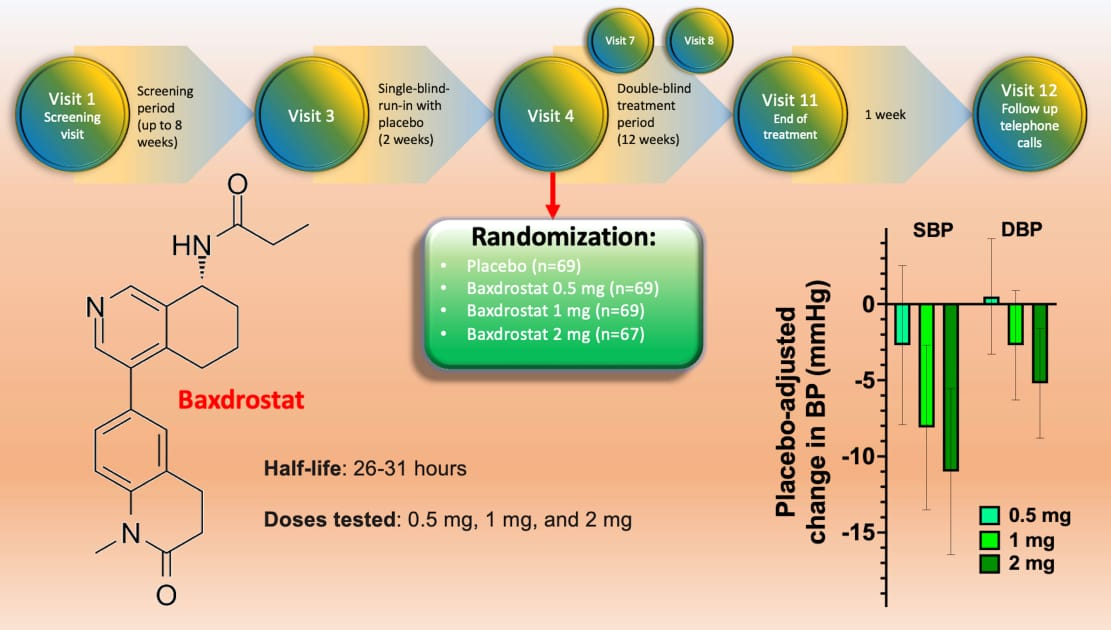 Visit 7
Visit 8
Visit 1
Screening
visit
Screening
period
(up to 8
weeks)
Visit 3
Single-blind-
run-in with
placebo
(2 weeks)
Visit 4
Double-blind
treatment
period
(12 weeks)
Visit 11
End of
treatment
1 week
Visit 12
Follow up
telephone
calls
Randomization:
• Placebo (n=69)
• Baxdrostat 0.5 mg (n=69)
• Baxdrostat 1 mg (n=69)
• Baxdrostat 2 mg (n=67)
O
HN
N
N
O
Baxdrostat
Half-life: 26-31 hours
Doses tested: 0.5 mg, 1 mg, and 2 mg
SBP
DBP
Placebo-adjusted
change in BP (mmHg)
0
-5
-10
-15
0.5 mg
1 mg
2 mg